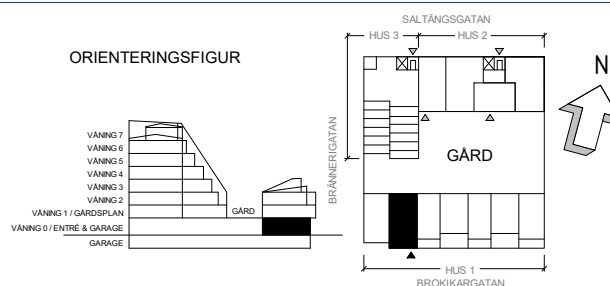 ORIENTERINGSFIGUR
VÅNING 7
VÅNING 6
VÅNING 5
VÅNING 4
VÅNING 3
VÅNING 2
VÅNING 1 / GÅRDSPLAN
GÅRD
VÅNING 0 / ENTRÉ & GARAGE
GARAGE
SALTÄNGSGATAN
HUS 3
HUS 2
BRÄNNERIGATAN
GÅRD
HUS 1
BROKIKARGATAN
N